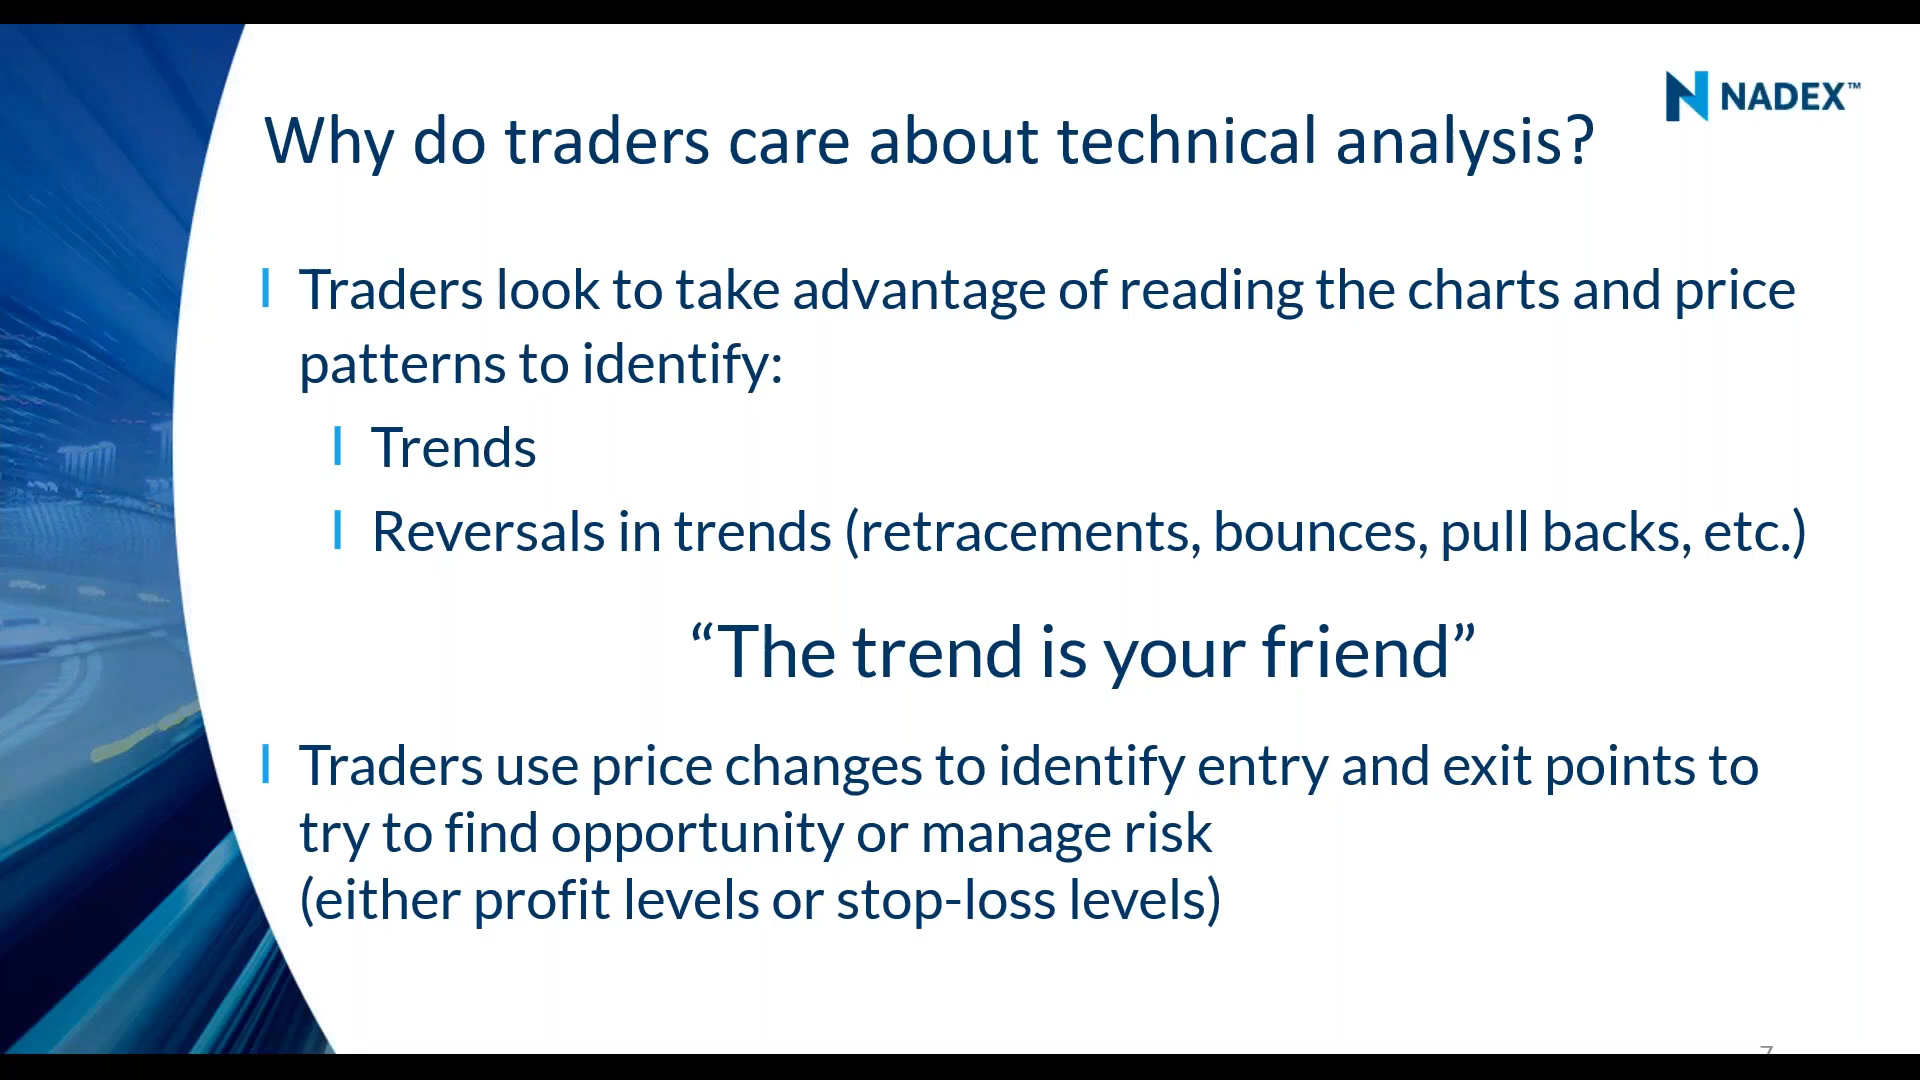 NADEX™
Why do traders care about technical analysis?
Traders look to take advantage of reading the charts and price
patterns to identify:
Trends
Reversals in trends (retracements, bounces, pull backs, etc.)
“The trend is your friend”
Traders use price changes to identify entry and exit points to
try to find opportunity or manage risk
(either profit levels or stop-loss levels)